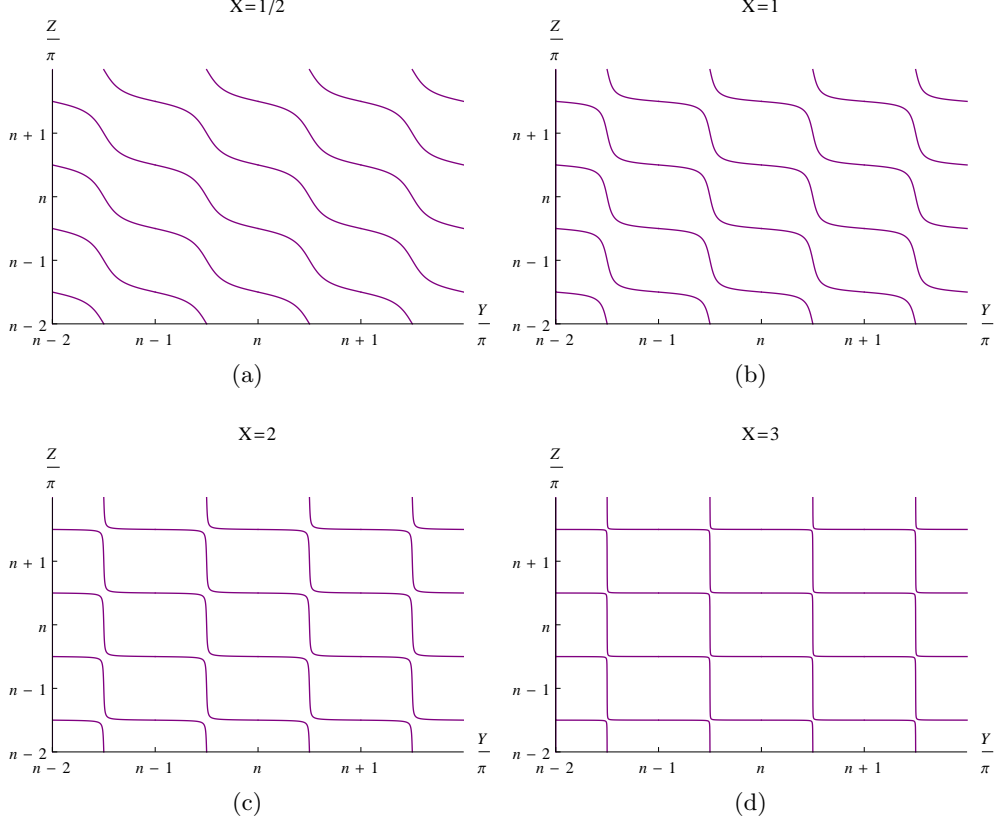 X=1/2
Z
π
n + 1
n
n − 1
n − 2
n − 2
n − 1
n
n + 1
Y
π
(a)
X=1
Z
π
n + 1
n
n − 1
n − 2
n − 2
n − 1
n
n + 1
Y
π
(b)
X=2
Z
π
n + 1
n
n − 1
n − 2
n − 2
n − 1
n
n + 1
Y
π
(c)
X=3
Z
π
n + 1
n
n − 1
n − 2
n − 2
n − 1
n
n + 1
Y
π
(d)